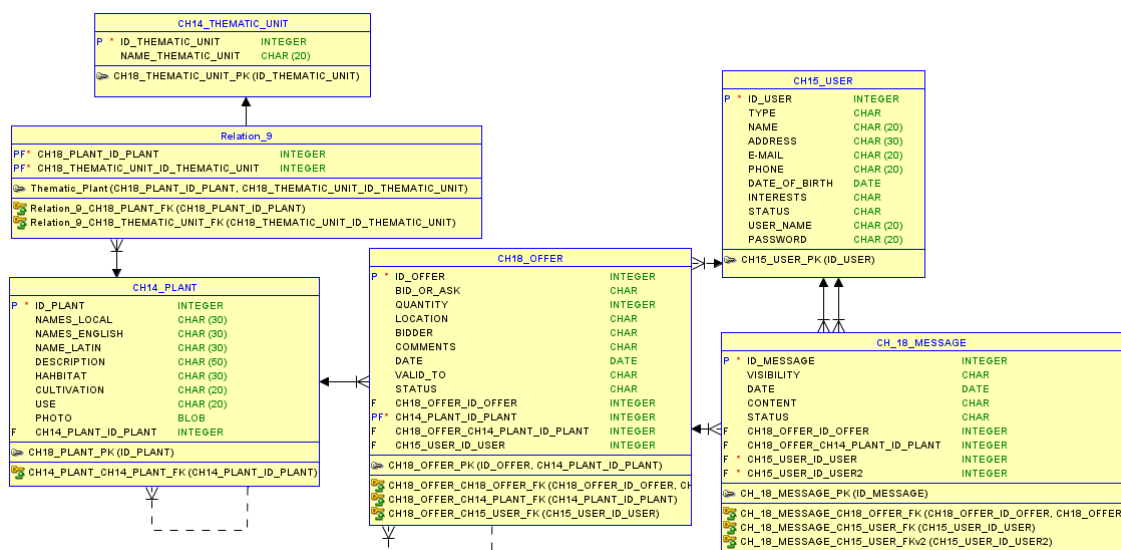 CH14_THEMATIC_UNIT
P * ID_THEMATIC_UNIT INTEGER
NAME_THEMATIC_UNIT CHAR (20)
CH18_THEMATIC_UNIT_PK (ID_THEMATIC_UNIT)
Relation_9
PF* CH18_PLANT_ID_PLANT INTEGER
PF* CH18_THEMATIC_UNIT_ID_THEMATIC_UNIT INTEGER
Thematic_Plant (CH18_PLANT_ID_PLANT, CH18_THEMATIC_UNIT_ID_THEMATIC_UNIT)
Relation_9_CH18_PLANT_FK (CH18_PLANT_ID_PLANT)
Relation_9_CH18_THEMATIC_UNIT_FK (CH18_THEMATIC_UNIT_ID_THEMATIC_UNIT)
CH14_PLANT
P * ID_PLANT INTEGER
NAMES_LOCAL CHAR (30)
NAMES_ENGLISH CHAR (30)
NAME_LATIN CHAR (30)
DESCRIPTION CHAR (50)
HAHBITAT CHAR (30)
CULTIVATION CHAR (20)
USE CHAR (20)
PHOTO BLOB
F CH14_PLANT_ID_PLANT INTEGER
CH18_PLANT_PK (ID_PLANT)
CH14_PLANT_CH14_PLANT_FK (CH14_PLANT_ID_PLANT)
CH18_OFFER
P * ID_OFFER INTEGER
BID_OR_ASK CHAR
QUANTITY INTEGER
LOCATION CHAR
BIDDER CHAR
COMMENTS CHAR
DATE DATE
VALID_TO CHAR
STATUS CHAR
F CH18_OFFER_ID_OFFER INTEGER
PF* CH14_PLANT_ID_PLANT INTEGER
F CH18_OFFER_CH14_PLANT_ID_PLANT INTEGER
F CH15_USER_ID_USER INTEGER
CH18_OFFER_PK (ID_OFFER, CH14_PLANT_ID_PLANT)
CH18_OFFER_CH18_OFFER_FK (CH18_OFFER_ID_OFFER, CH
CH18_OFFER_CH14_PLANT_FK (CH14_PLANT_ID_PLANT)
CH18_OFFER_CH15_USER_FK (CH15_USER_ID_USER)
CH15_USER
P * ID_USER INTEGER
TYPE CHAR
NAME CHAR (20)
ADDRESS CHAR (30)
E-MAIL CHAR (20)
PHONE CHAR (20)
DATE_OF_BIRTH DATE
INTERESTS CHAR
STATUS CHAR
USER_NAME CHAR (20)
PASSWORD CHAR (20)
CH15_USER_PK (ID_USER)
CH_18_MESSAGE
P * ID_MESSAGE INTEGER
VISIBILITY CHAR
DATE DATE
CONTENT CHAR
STATUS CHAR
F CH18_OFFER_ID_OFFER INTEGER
F CH18_OFFER_CH14_PLANT_ID_PLANT INTEGER
F * CH15_USER_ID_USER INTEGER
F * CH15_USER_ID_USER2 INTEGER
CH_18_MESSAGE_PK (ID_MESSAGE)
CH_18_MESSAGE_CH18_OFFER_FK (CH18_OFFER_ID_OFFER, CH18_OFFER
CH_18_MESSAGE_CH15_USER_FK (CH15_USER_ID_USER)
CH_18_MESSAGE_CH15_USER_FKv2 (CH15_USER_ID_USER2)